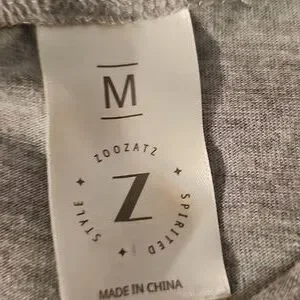 M
ZOOZATZ
STYLE Z SPIRITED
MADE IN CHINA